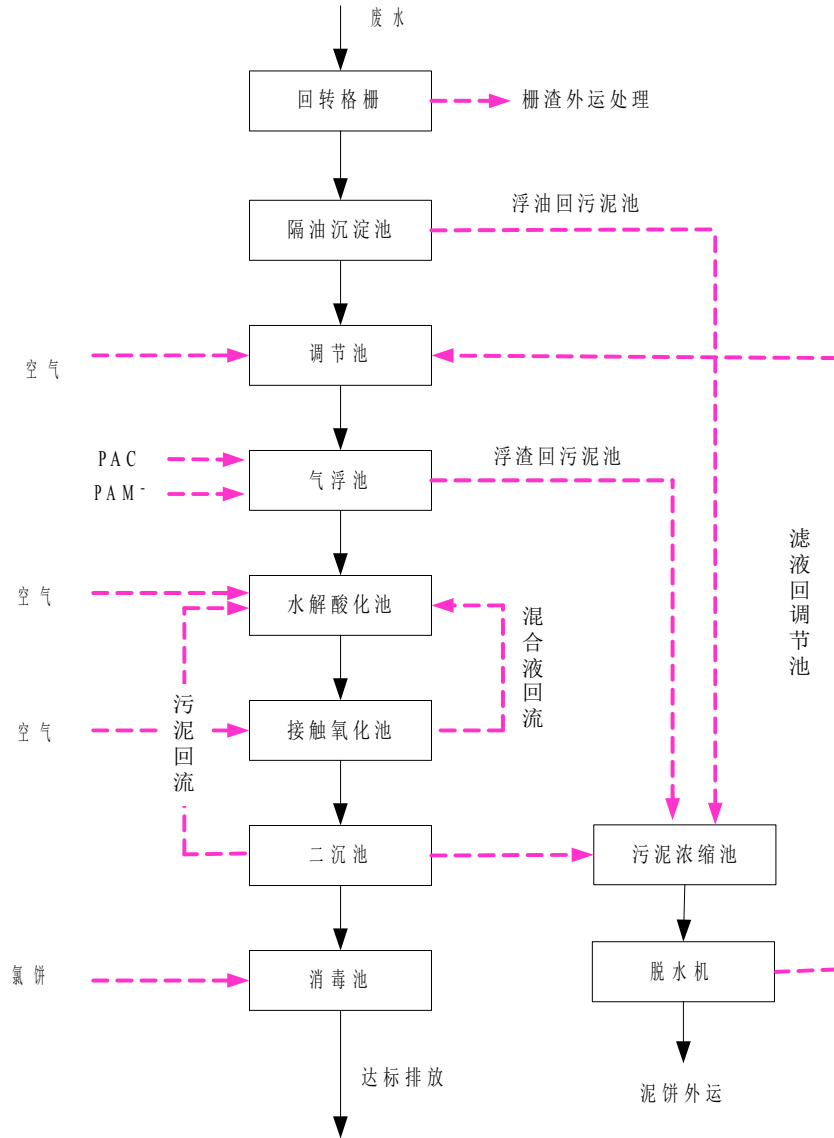 废水
回转格栅
栅渣外运处理
隔油沉淀池
浮油回污泥池
空气
调节池
PAC
PAM-
气浮池
浮渣回污泥池
滤液回调节池
空气
水解酸化池
混合液回流
污泥回流
空气
接触氧化池
二沉池
污泥浓缩池
氯饼
消毒池
脱水机
达标排放
泥饼外运